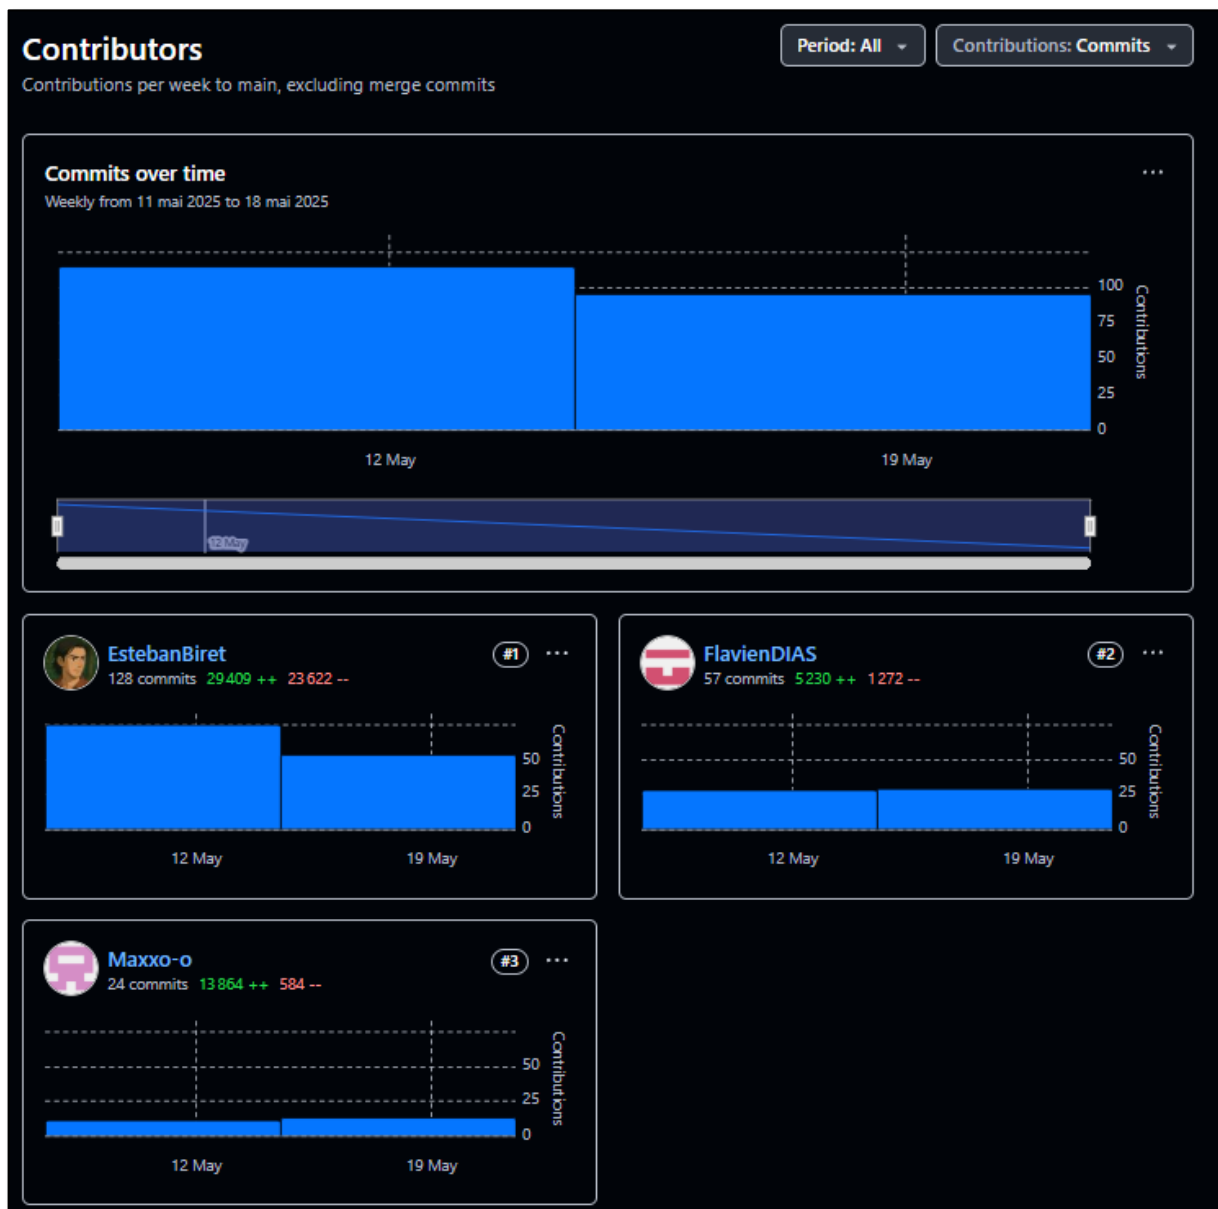 Contributors
Period: All
Contributions: Commits
Contributions per week to main, excluding merge commits
Commits over time
Weekly from 11 mai 2025 to 18 mai 2025
100
75
50
25
0
Contributions
12 May
19 May
12 May
EstebanBiret
#1
128 commits 29 409 ++ 23 622 --
50
25
0
Contributions
12 May
19 May
FlavienDIAS
#2
57 commits 5 230 ++ 1 272 --
50
25
0
Contributions
12 May
19 May
Maxxo-o
#3
24 commits 13 864 ++ 584 --
50
25
0
Contributions
12 May
19 May